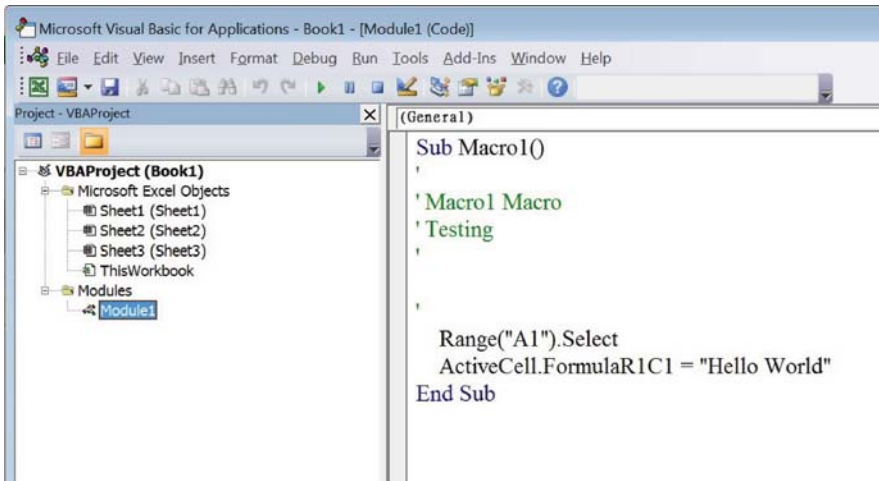 Microsoft Visual Basic for Applications - Book1 - [Module1 (Code)]
File Edit View Insert Format Debug Run Tools Add-Ins Window Help
Project - VBAProject
(General)
VBAProject (Book1)
Microsoft Excel Objects
Sheet1 (Sheet1)
Sheet2 (Sheet2)
Sheet3 (Sheet3)
ThisWorkbook
Modules
Module1
Sub Macro1()
'
' Macro1 Macro
' Testing
'
'
Range("A1").Select
ActiveCell.FormulaR1C1 = "Hello World"
End Sub